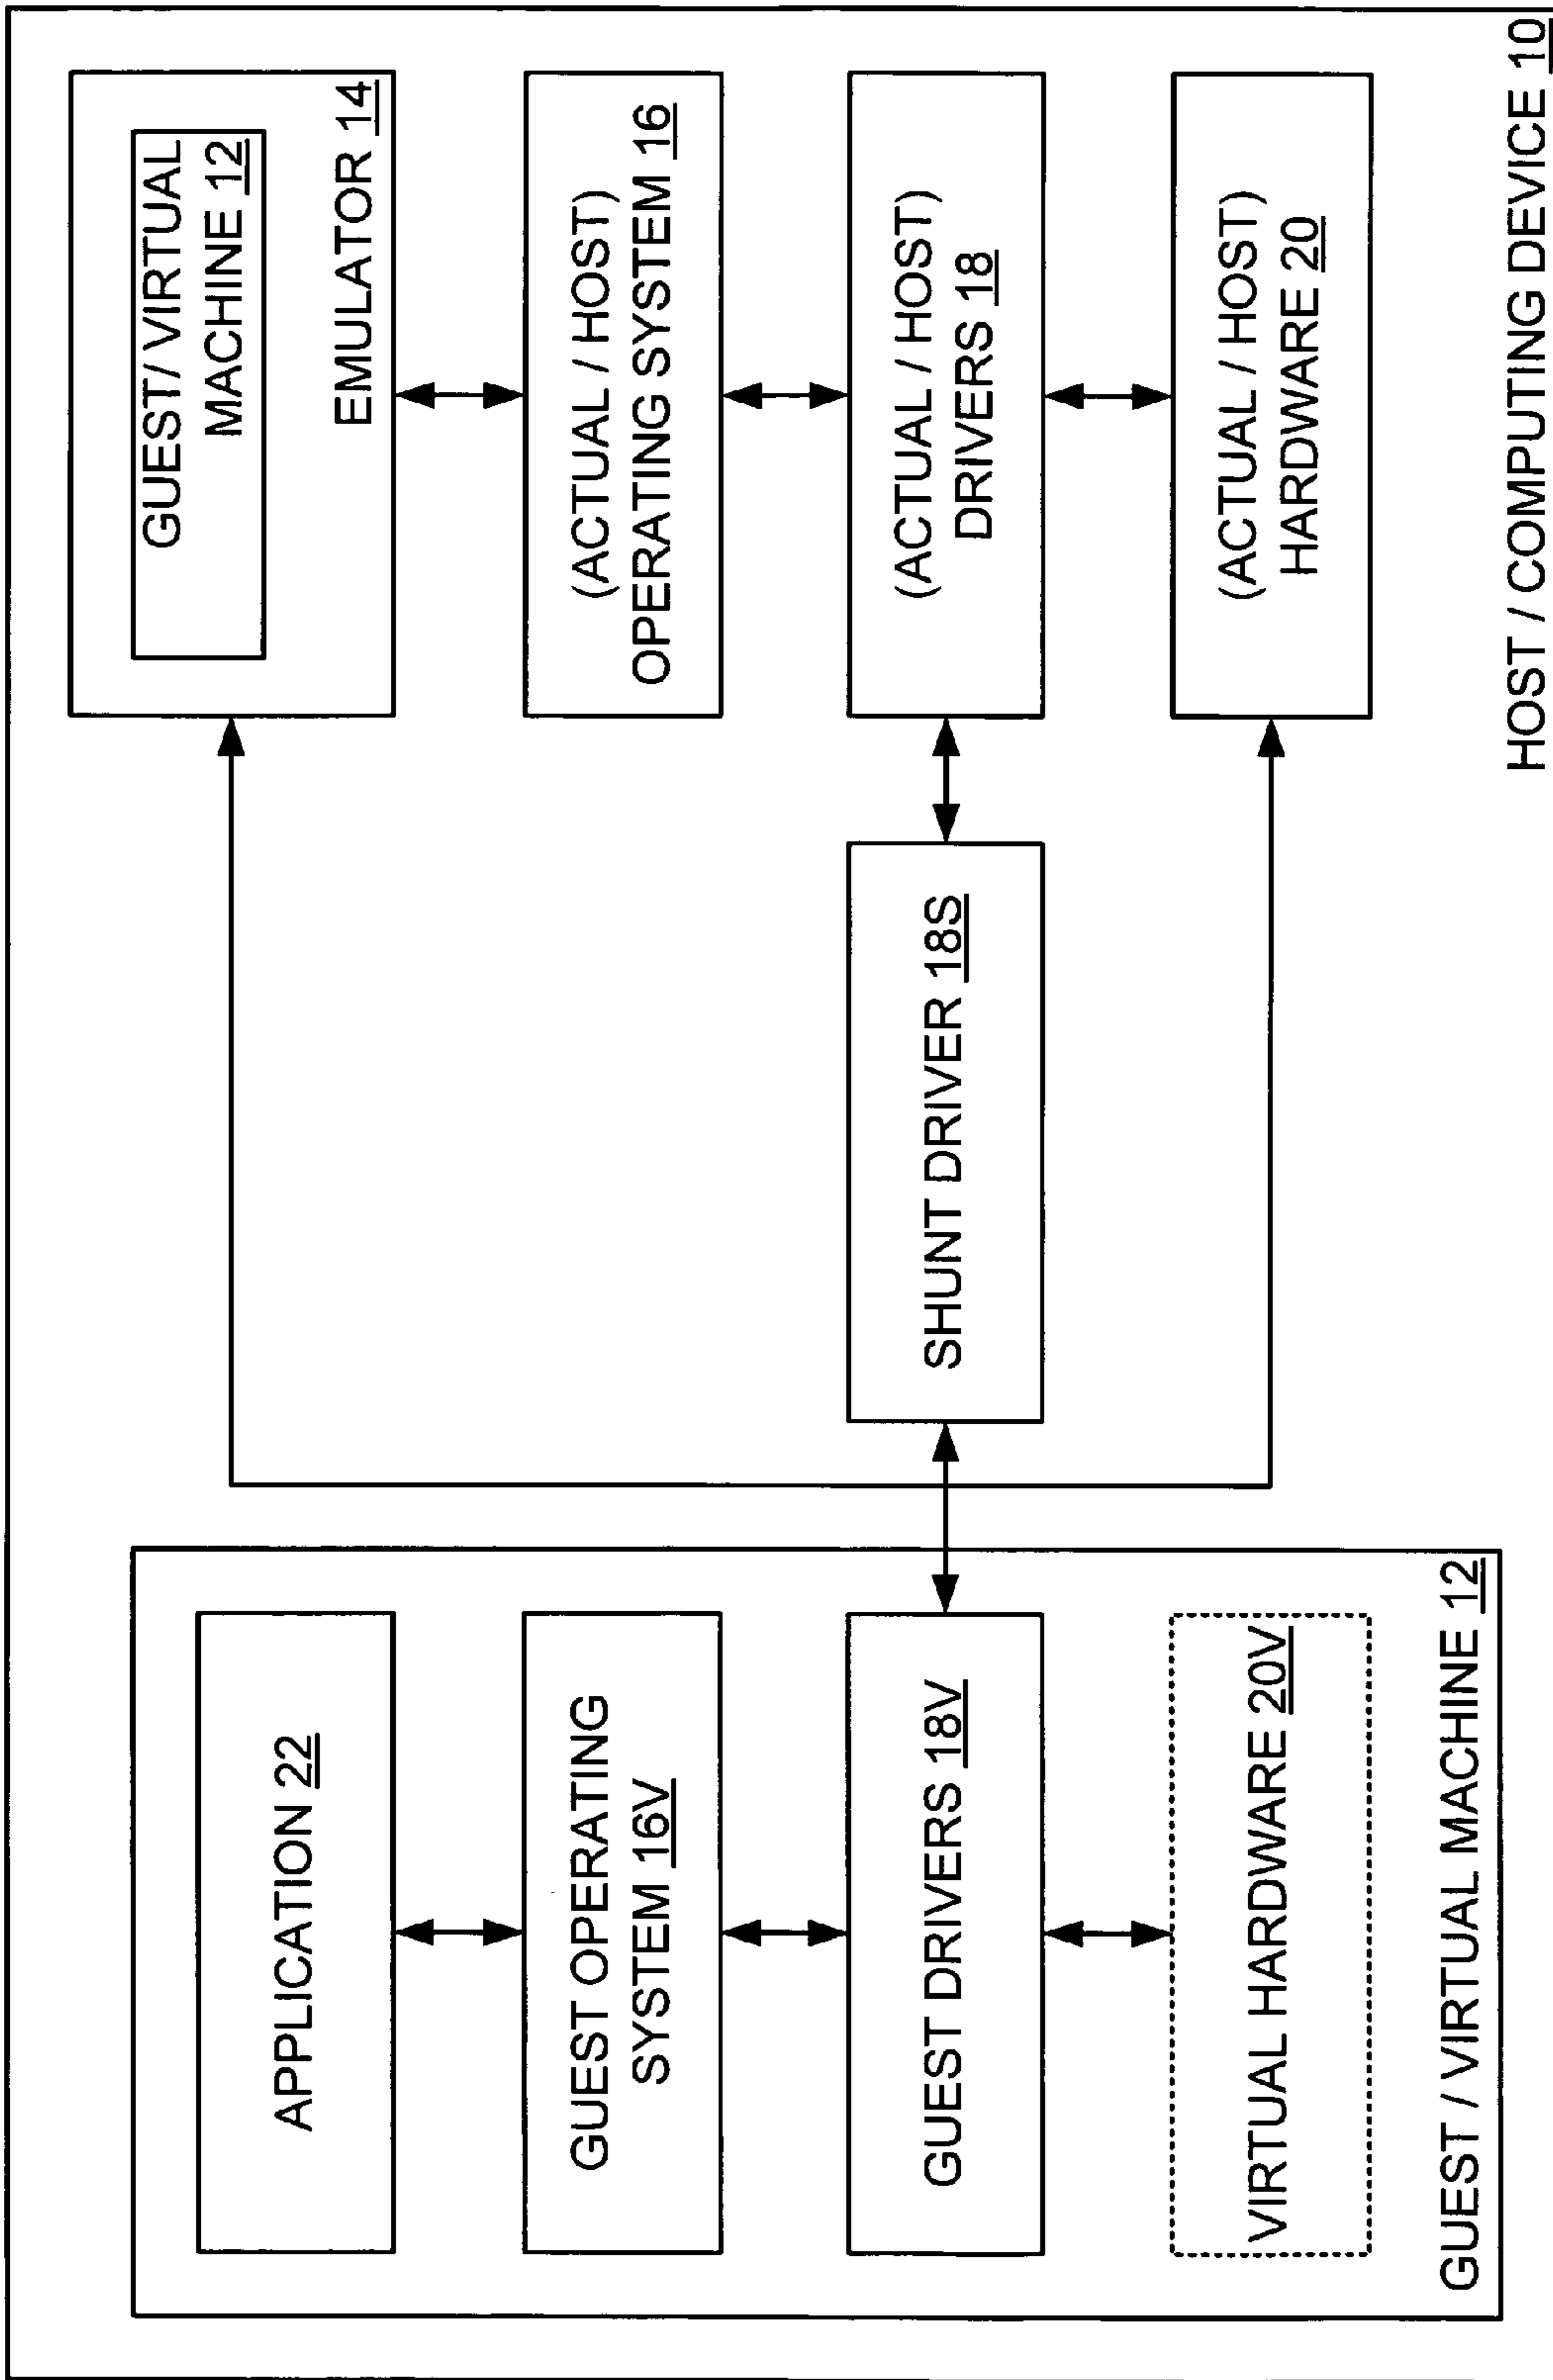 APPLICATION 22
GUEST OPERATING
SYSTEM 16V
GUEST DRIVERS 18V
VIRTUAL HARDWARE 20V
GUEST / VIRTUAL MACHINE 12
SHUNT DRIVER 18S
GUEST/ VIRTUAL
MACHINE 12
EMULATOR 14
(ACTUAL / HOST)
OPERATING SYSTEM 16
(ACTUAL / HOST)
DRIVERS 18
(ACTUAL / HOST)
HARDWARE 20
HOST / COMPUTING DEVICE 10